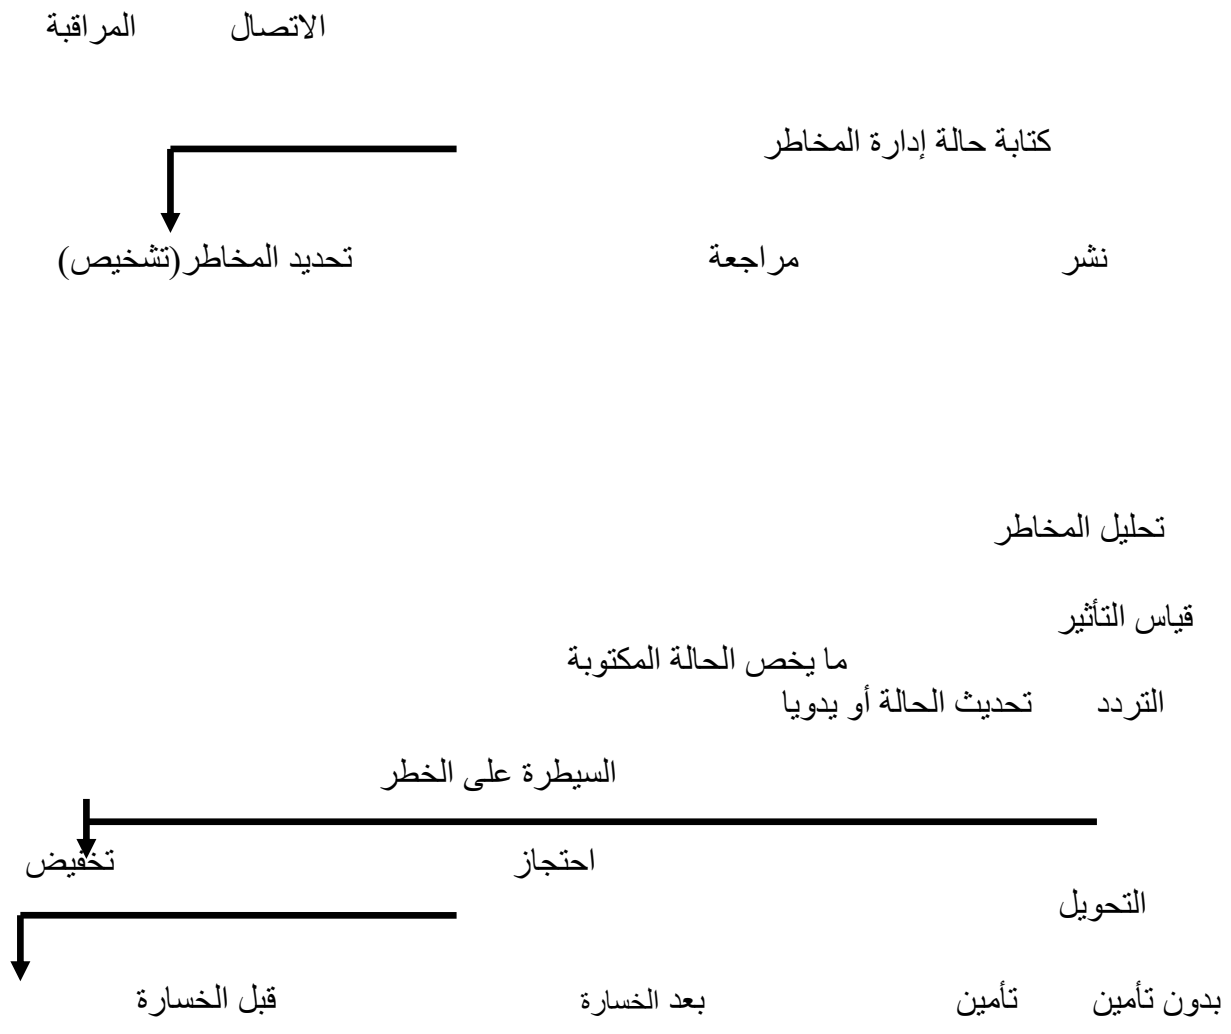 الاتصال المراقبة
كتابة حالة إدارة المخاطر
نشر مراجعة تحديد المخاطر(تشخيص)
تحليل المخاطر
قياس التأثير
ما يخص الحالة المكتوبة
التردد تحديث الحالة أو يدويا
السيطرة على الخطر
احتجاز تخفيض
التحويل
بدون تأمين تأمين بعد الخسارة قبل الخسارة